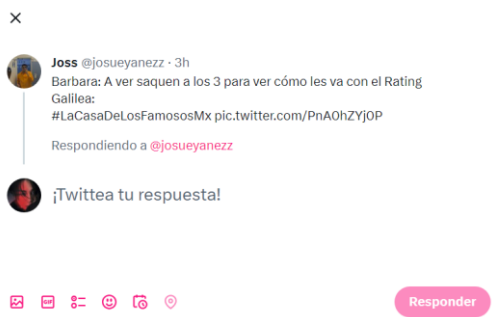 Joss @josueyanezz · 3h
Barbara: A ver saquen a los 3 para ver cómo les va con el Rating
Galilea:
#LaCasaDeLosFamososMx pic.twitter.com/PnA0hZYj0P
Respondiendo a @josueyanezz
¡Twittea tu respuesta!
GIF
Responder